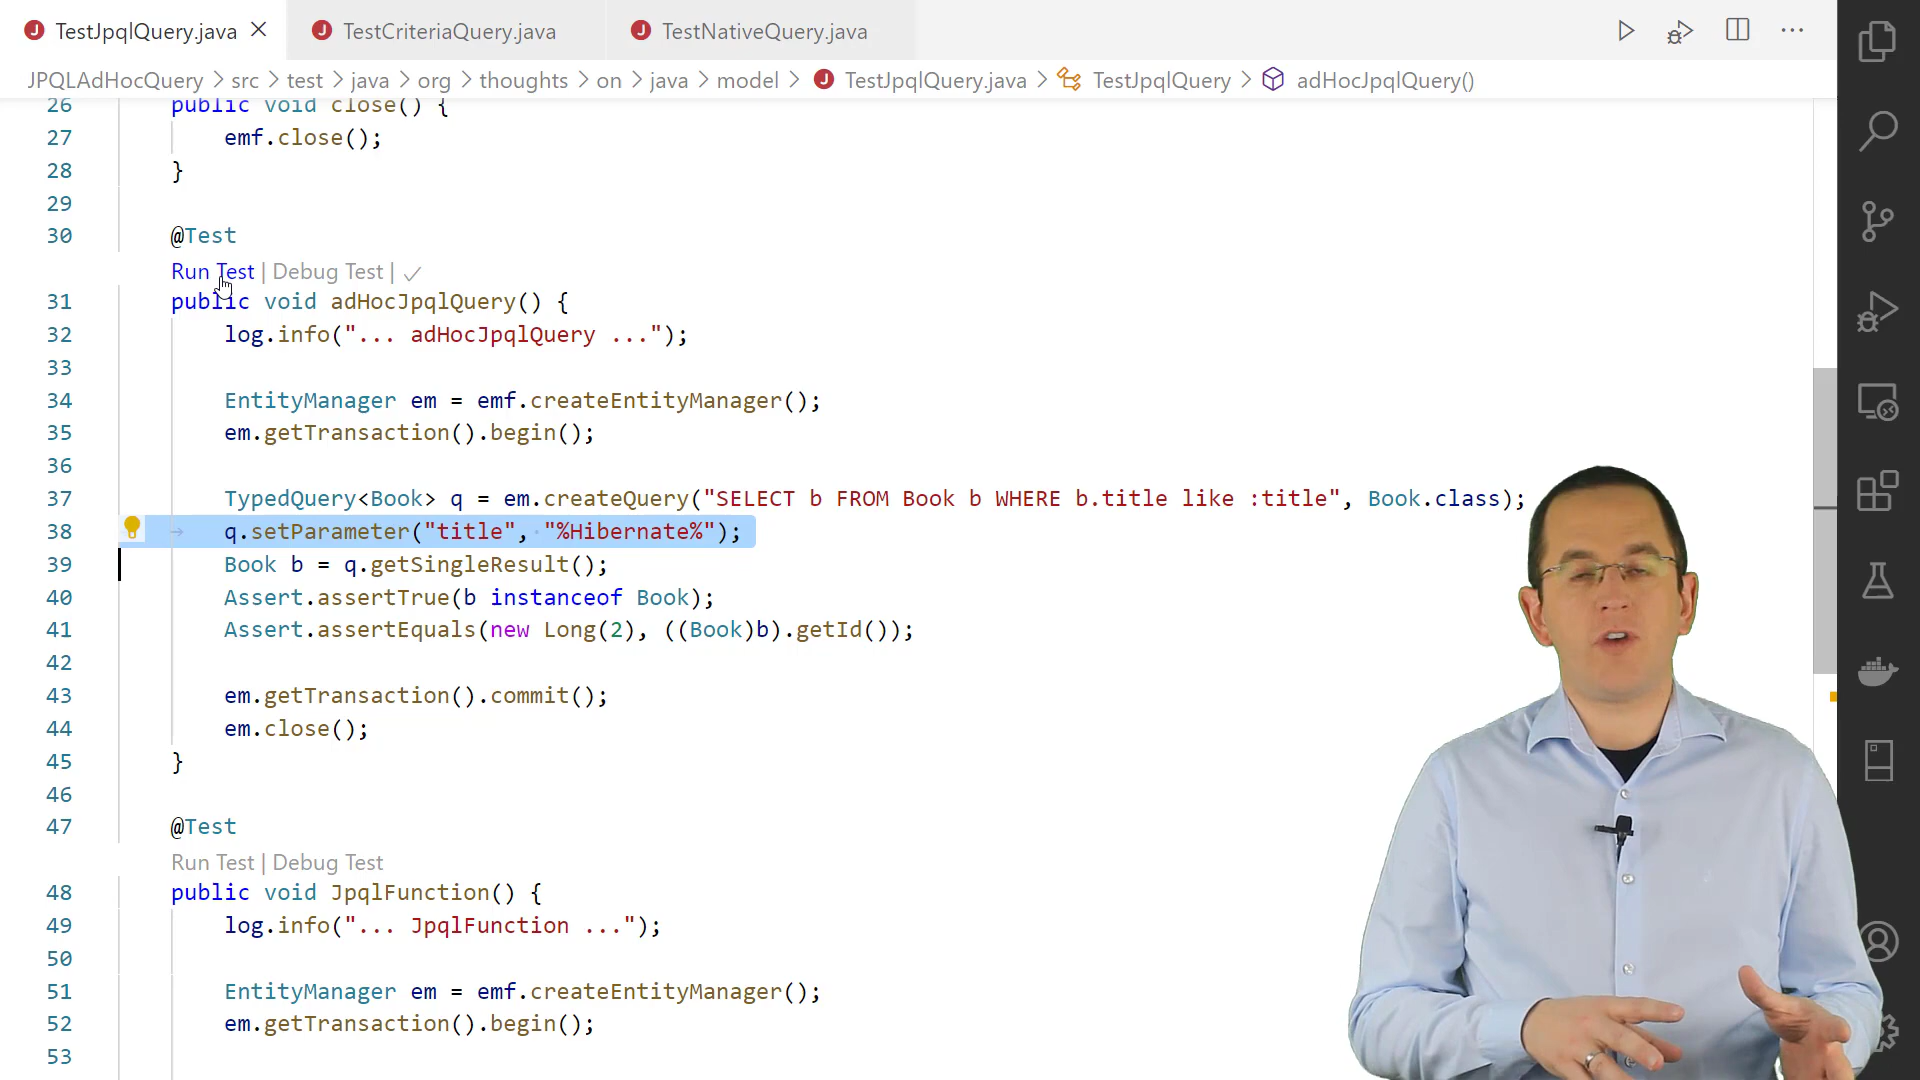 TestJpqlQuery.java
TestCriteriaQuery.java
TestNativeQuery.java
JPQLAdHocQuery > src > test > java > org > thoughts > on > java > model > TestJpqlQuery.java > TestJpqlQuery > adHocJpqlQuery()
26 public void close() {
27 emf.close();
28 }
29
30 @Test
Run Test | Debug Test | ✓
31 public void adHocJpqlQuery() {
32 log.info("... adHocJpqlQuery ...");
33
34 EntityManager em = emf.createEntityManager();
35 em.getTransaction().begin();
36
37 TypedQuery<Book> q = em.createQuery("SELECT b FROM Book b WHERE b.title like :title", Book.class);
38 q.setParameter("title", "%Hibernate%");
39 Book b = q.getSingleResult();
40 Assert.assertTrue(b instanceof Book);
41 Assert.assertEquals(new Long(2), ((Book)b).getId());
42
43 em.getTransaction().commit();
44 em.close();
45 }
46
47 @Test
Run Test | Debug Test
48 public void JpqlFunction() {
49 log.info("... JpqlFunction ...");
50
51 EntityManager em = emf.createEntityManager();
52 em.getTransaction().begin();
53